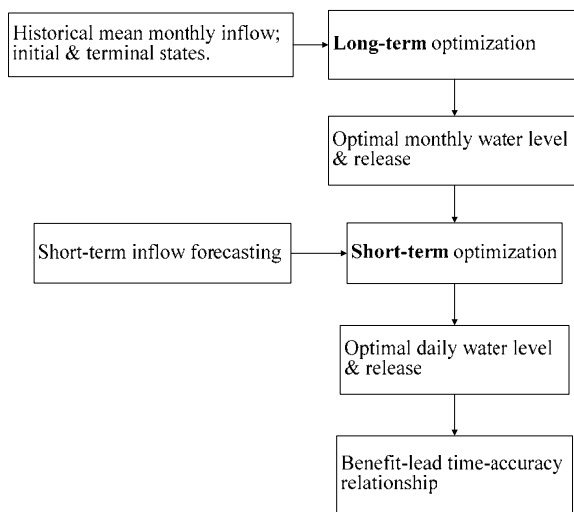 Historical mean monthly inflow;
initial & terminal states.
Long-term optimization
Optimal monthly water level
& release
Short-term inflow forecasting
Short-term optimization
Optimal daily water level
& release
Benefit-lead time-accuracy
relationship